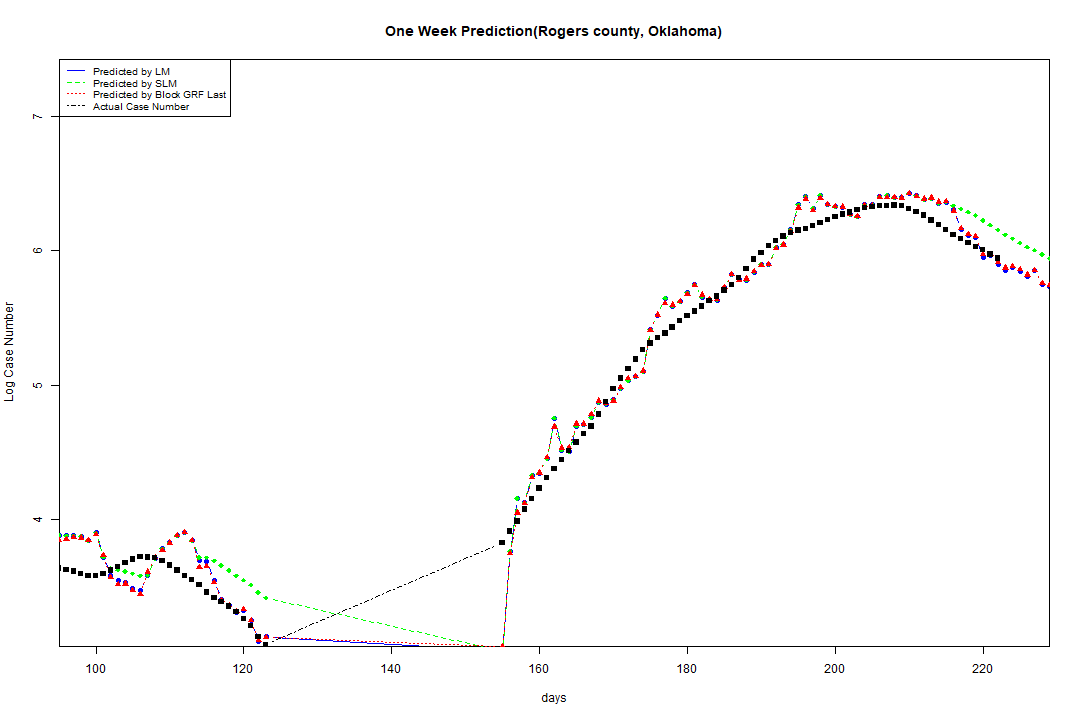 One Week Prediction(Rogers county, Oklahoma)
Predicted by LM
Predicted by SLM
Predicted by Block GRF Last
Actual Case Number
7
6
5
4
Log Case Number
100 120 140 160 180 200 220
days